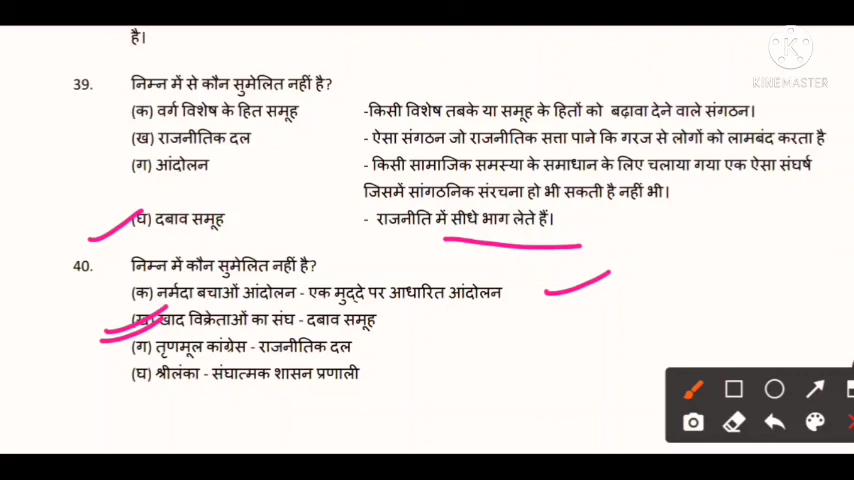 है।
K
KINEMASTER
39. निम्न में से कौन सुमेलित नहीं है?
(क) वर्ग विशेष के हित समूह -किसी विशेष तबके या समूह के हितों को बढ़ावा देने वाले संगठन।
(ख) राजनीतिक दल - ऐसा संगठन जो राजनीतिक सत्ता पाने कि गरज से लोगों को लामबंद करता है
(ग) आंदोलन - किसी सामाजिक समस्या के समाधान के लिए चलाया गया एक ऐसा संघर्ष
जिसमें सांगठनिक संरचना हो भी सकती है नहीं भी।
(घ) दबाव समूह - राजनीति में सीधे भाग लेते हैं।
40. निम्न में कौन सुमेलित नहीं है?
(क) नर्मदा बचाओं आंदोलन - एक मुद्दे पर आधारित आंदोलन
(ख) खाद विक्रेताओं का संघ - दबाव समूह
(ग) तृणमूल कांग्रेस - राजनीतिक दल
(घ) श्रीलंका - संघात्मक शासन प्रणाली